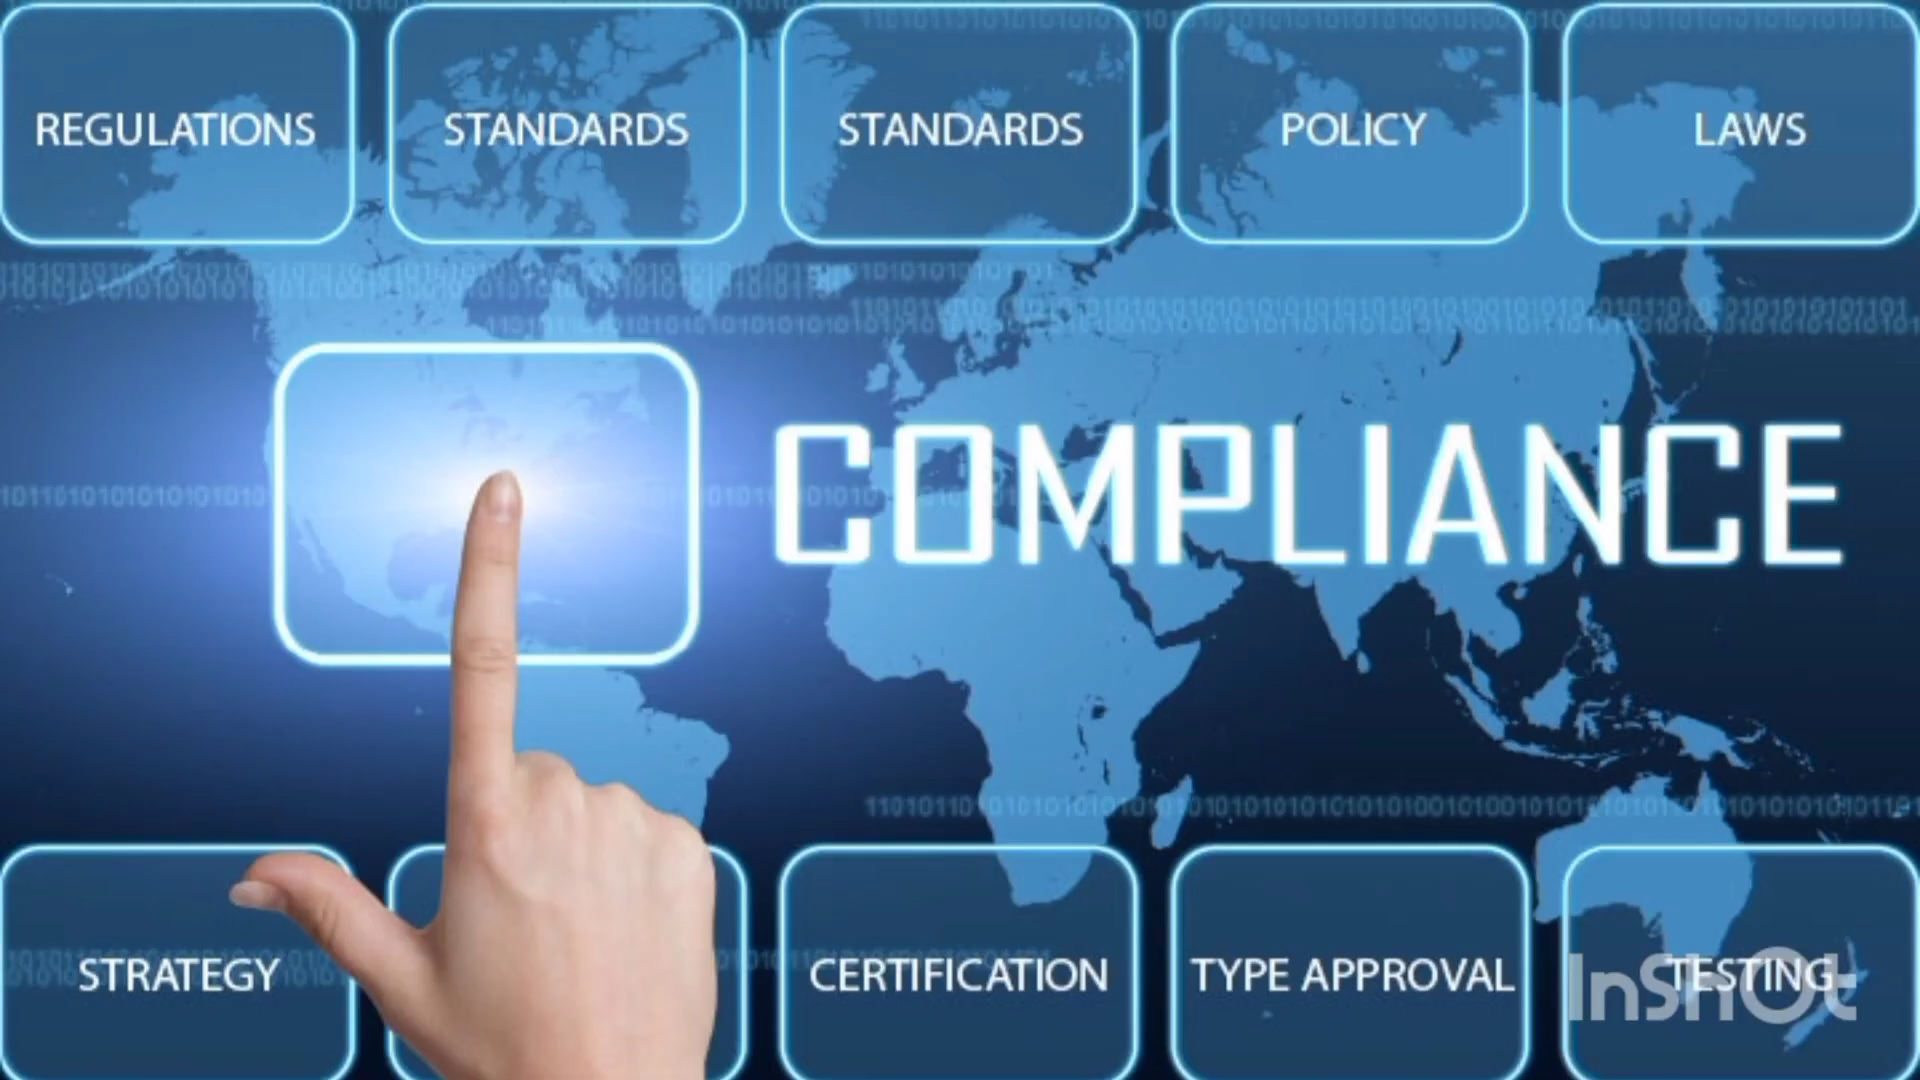 REGULATIONS
STANDARDS
STANDARDS
POLICY
LAWS
COMPLIANCE
STRATEGY
CERTIFICATION
TYPE APPROVAL
TESTING
InShOt